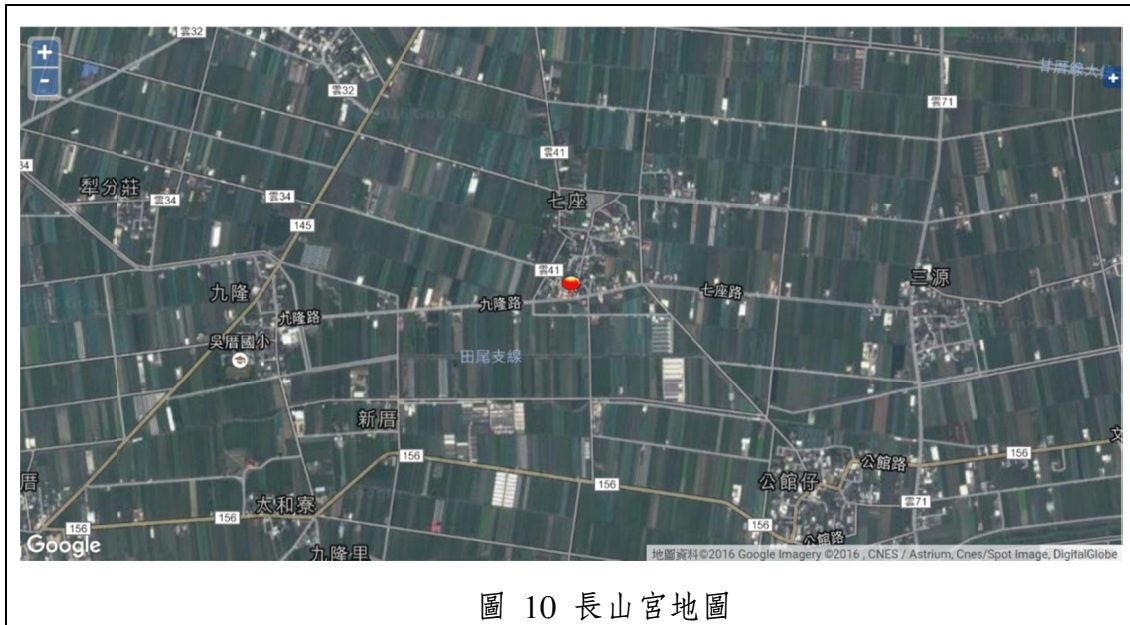 雲32
+
-
甘厝線大排
+
雲32
雲71
雲41
34
犁分莊
雲34
雲34
七座
145
雲41
三源
九隆
七座路
九隆路
九隆路
吳厝國小
田尾支線
新厝
156
文
公館路
厝
公館仔
156
太和寮
雲71
156
156
156
公館路
九隆里
Google
地圖資料©2016 Google Imagery ©2016 , CNES / Astrium, Cnes/Spot Image, DigitalGlobe
圖 10 長山宮地圖